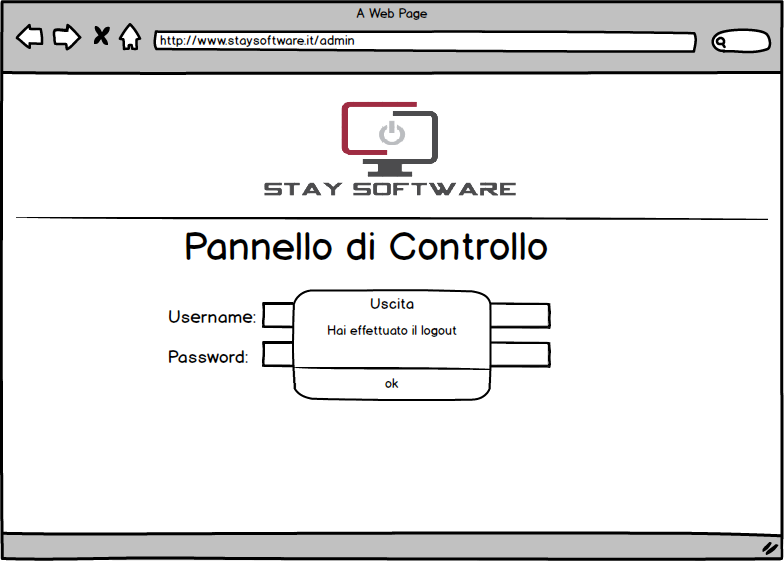 A Web Page
http://www.staysoftware.it/admin
STAY SOFTWARE
Pannello di Controllo
Uscita
Username:
Hai effettuato il logout
Password:
ok